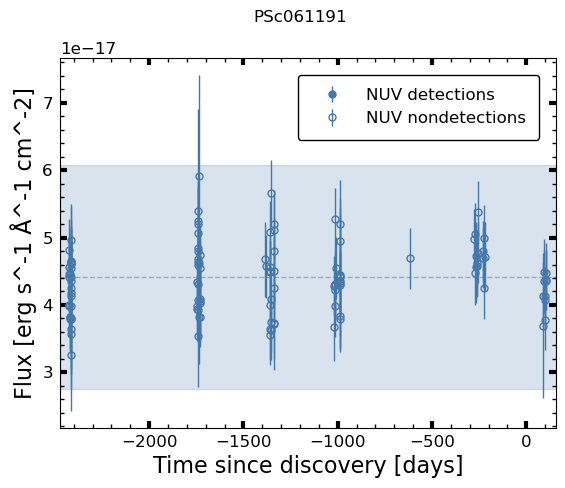 PSc061191
1e−17
NUV detections
NUV nondetections
7
6
5
4
3
Flux [erg s^-1 Å^-1 cm^-2]
−2000 −1500 −1000 −500 0
Time since discovery [days]